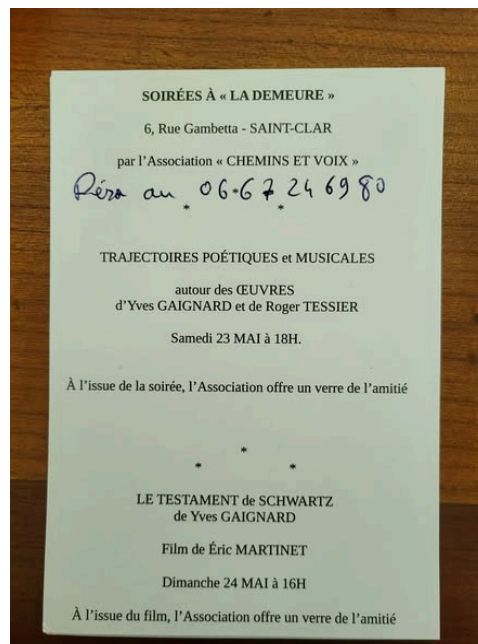 SOIRÉES À « LA DEMEURE »
6, Rue Gambetta - SAINT-CLAR
par l'Association « CHEMINS ET VOIX »
Résa au 06 67 24 69 80
*
* *
TRAJECTOIRES POÉTIQUES et MUSICALES
autour des ŒUVRES
d'Yves GAIGNARD et de Roger TESSIER
Samedi 23 MAI à 18H.
À l'issue de la soirée, l'Association offre un verre de l'amitié
*
* *
LE TESTAMENT de SCHWARTZ
de Yves GAIGNARD
Film de Éric MARTINET
Dimanche 24 MAI à 16H
À l'issue du film, l'Association offre un verre de l'amitié